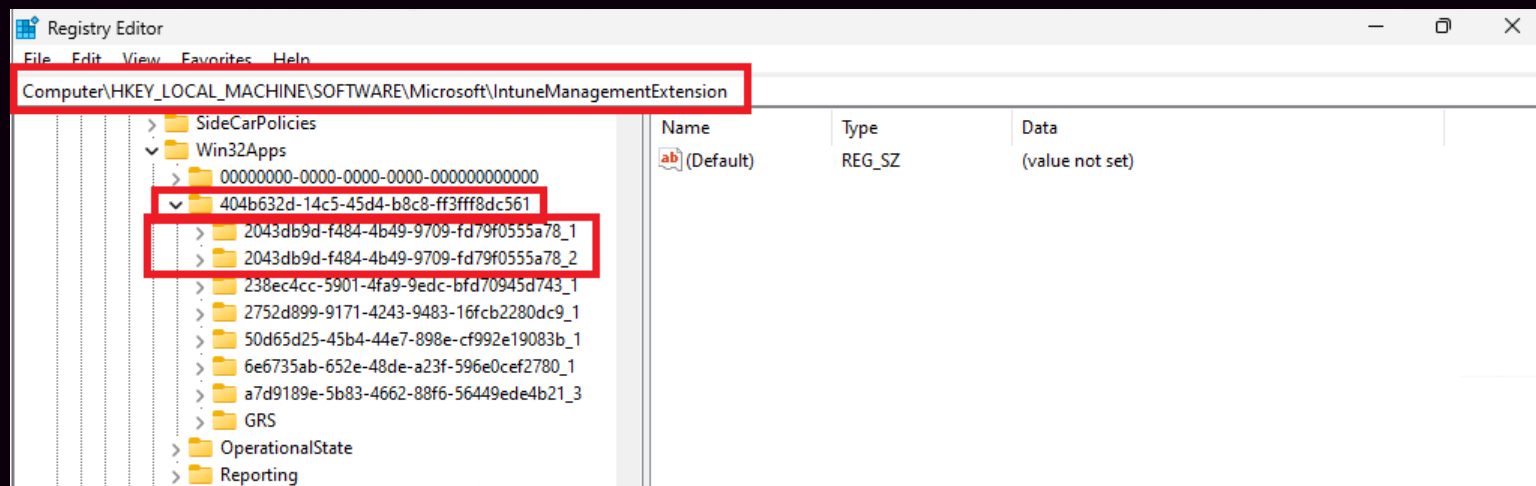 Registry Editor
File Edit View Favorites Help
Computer\HKEY_LOCAL_MACHINE\SOFTWARE\Microsoft\IntuneManagementExtension
SideCarPolicies
Win32Apps
00000000-0000-0000-0000-000000000000
404b632d-14c5-45d4-b8c8-ff3fff8dc561
2043db9d-f484-4b49-9709-fd79f0555a78_1
2043db9d-f484-4b49-9709-fd79f0555a78_2
238ec4cc-5901-4fa9-9edc-bfd70945d743_1
2752d899-9171-4243-9483-16fcb2280dc9_1
50d65d25-45b4-44e7-898e-cf992e19083b_1
6e6735ab-652e-48de-a23f-596e0cef2780_1
a7d9189e-5b83-4662-88f6-56449ede4b21_3
GRS
OperationalState
Reporting
Name Type Data
ab (Default) REG_SZ (value not set)